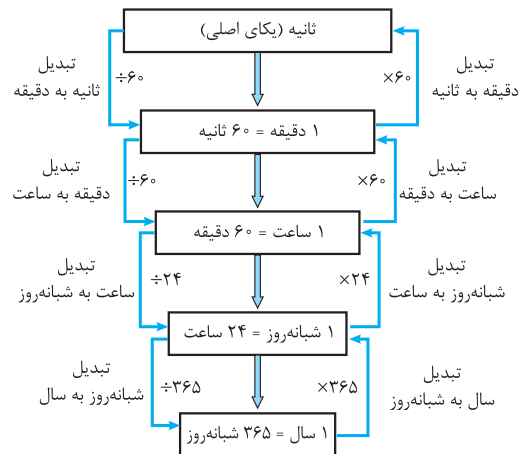 ثانیه (یکای اصلی)
تبدیل
دقیقه به ثانیه
×۶۰
÷۶۰
تبدیل
ثانیه به دقیقه
۱ دقیقه = ۶۰ ثانیه
تبدیل
ساعت به دقیقه
×۶۰
÷۶۰
تبدیل
دقیقه به ساعت
۱ ساعت = ۶۰ دقیقه
تبدیل
شبانه‌روز به ساعت
×۲۴
÷۲۴
تبدیل
ساعت به شبانه‌روز
۱ شبانه‌روز = ۲۴ ساعت
تبدیل
سال به شبانه‌روز
×۳۶۵
÷۳۶۵
تبدیل
شبانه‌روز به سال
۱ سال = ۳۶۵ شبانه‌روز